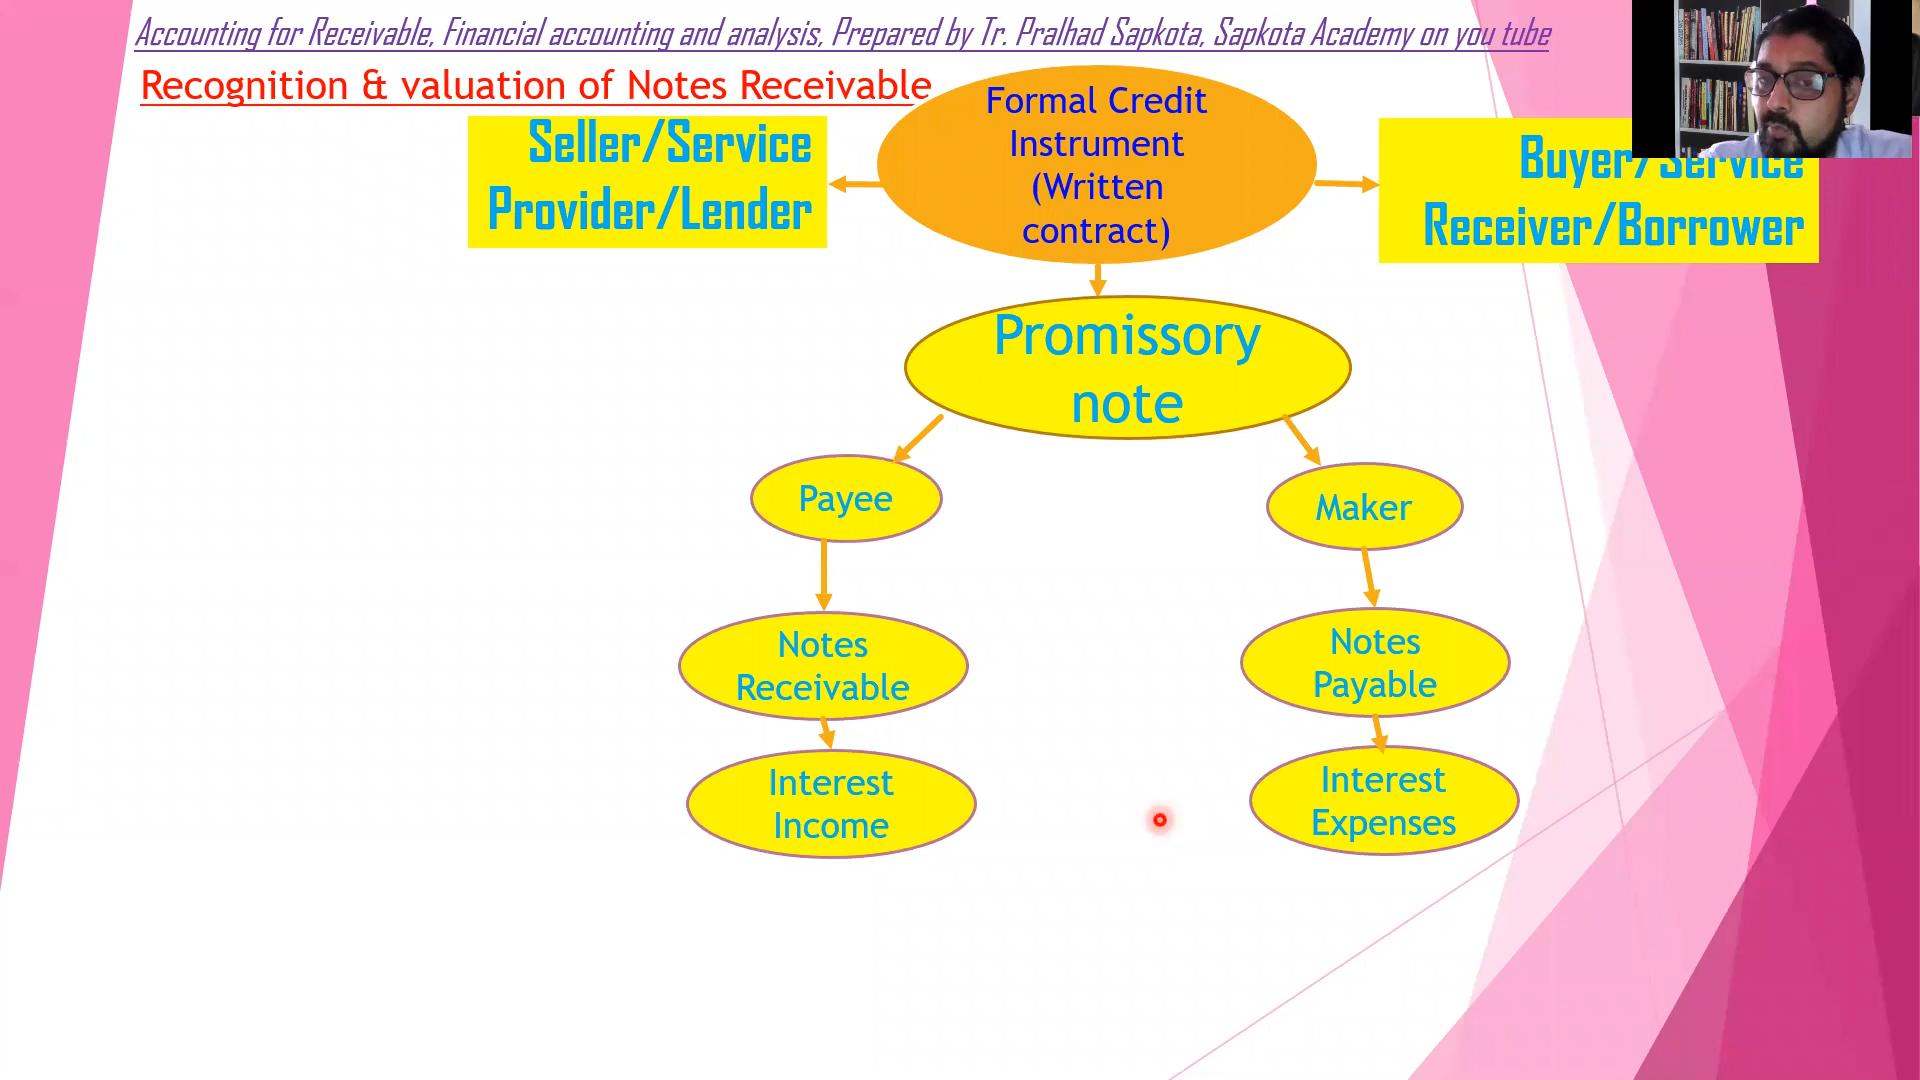 Accounting for Receivable, Financial accounting and analysis, Prepared by Tr. Pralhad Sapkota, Sapkota Academy on you tube
Recognition & valuation of Notes Receivable
Seller/Service
Provider/Lender
Formal Credit
Instrument
(Written
contract)
Buyer/Service
Receiver/Borrower
Promissory
note
Payee
Maker
Notes
Receivable
Notes
Payable
Interest
Income
Interest
Expenses